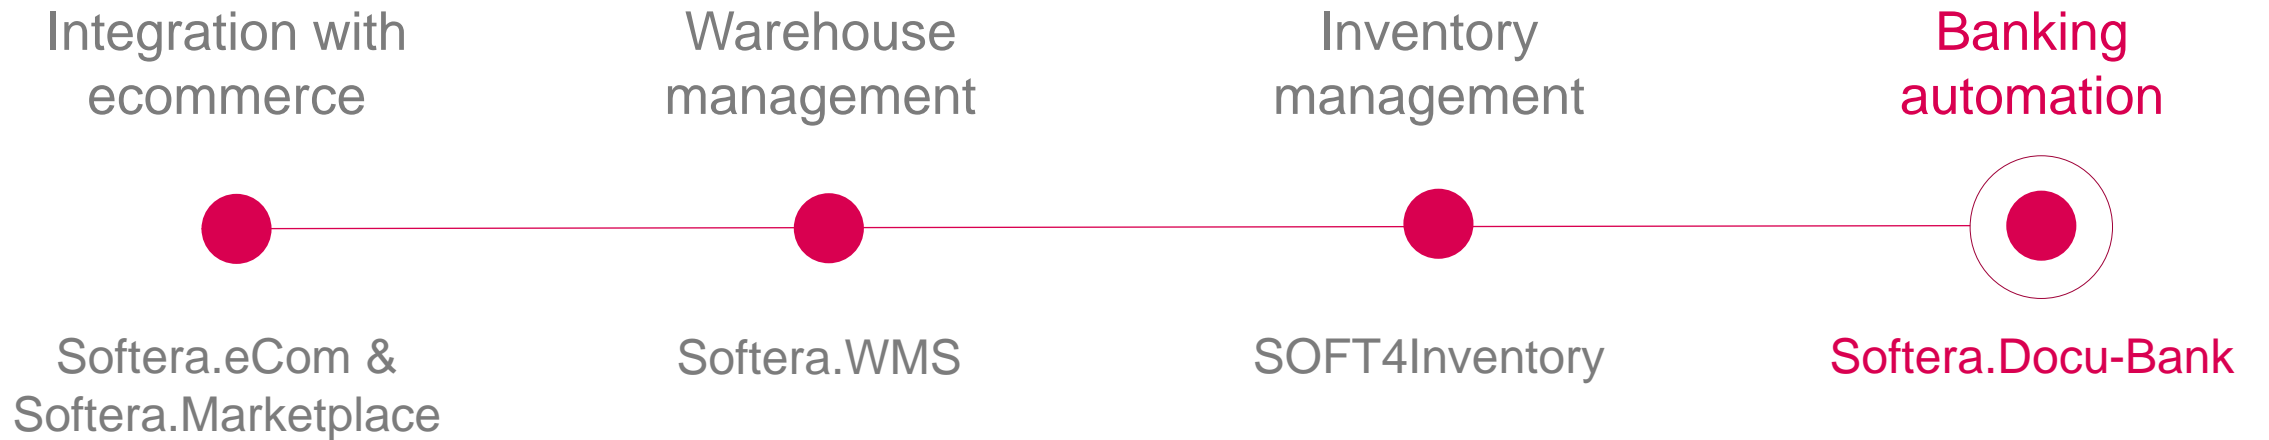 Integration with
ecommerce
Warehouse
management
Inventory
management
Banking
automation
Softera.eCom &
Softera.Marketplace
Softera.WMS
SOFT4Inventory
Softera.Docu-Bank